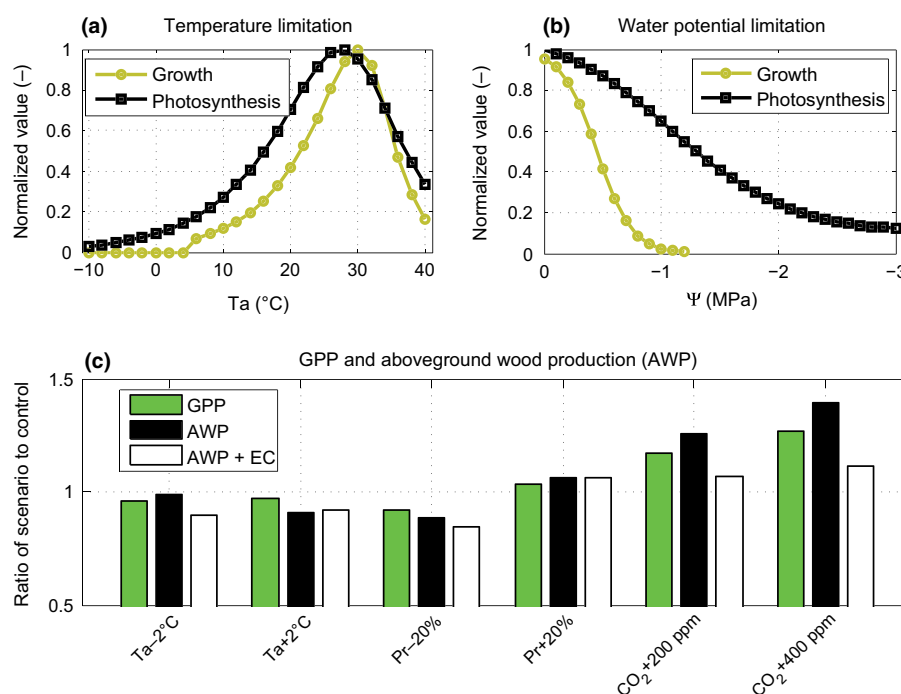 (a) Temperature limitation
Normalized value (–)
1
0.8
0.6
0.4
0.2
0
Growth
Photosynthesis
−10 0 10 20 30 40
Ta (°C)
(b) Water potential limitation
Normalized value (–)
1
0.8
0.6
0.4
0.2
0
Growth
Photosynthesis
0 −1 −2 −3
Ψ (MPa)
(c) GPP and aboveground wood production (AWP)
Ratio of scenario to control
1.5
1
0.5
GPP
AWP
AWP + EC
Ta−2°C
Ta+2°C
Pr−20%
Pr+20%
CO2+200 ppm
CO2+400 ppm